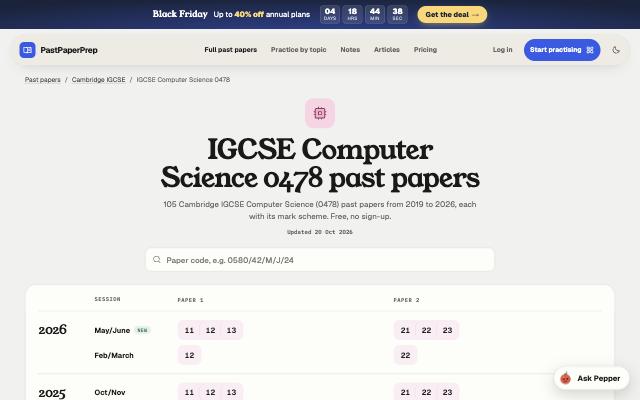 Black Friday Up to 40% off annual plans 04 DAYS 18 HRS 44 MIN 38 SEC Get the deal →
PastPaperPrep Full past papers Practice by topic Notes Articles Pricing Log in Start practising
Past papers / Cambridge IGCSE / IGCSE Computer Science 0478
IGCSE Computer
Science 0478 past papers
105 Cambridge IGCSE Computer Science (0478) past papers from 2019 to 2026, each
with its mark scheme. Free, no sign-up.
Updated 20 Oct 2026
Paper code, e.g. 0580/42/M/J/24
SESSION PAPER 1 PAPER 2
2026 May/June NEW 11 12 13 21 22 23
Feb/March 12 22
2025 Oct/Nov 11 12 13 21 22 23
Ask Pepper